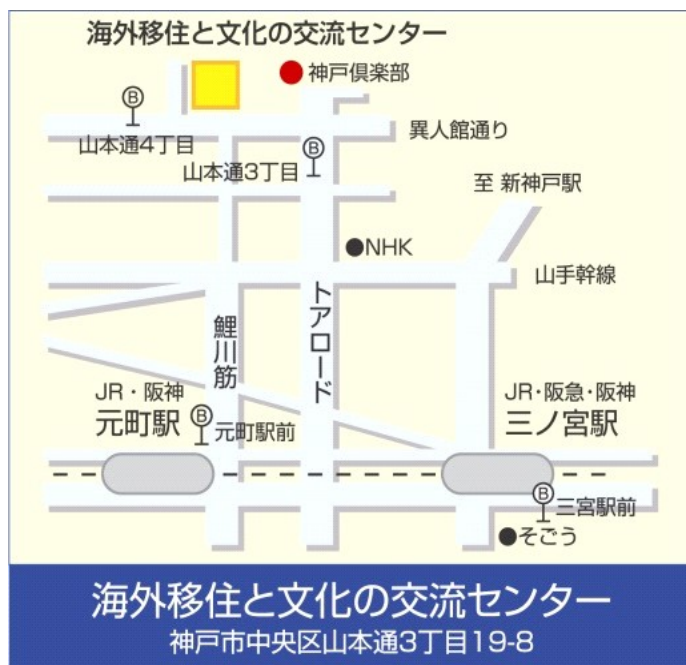 海外移住と文化の交流センター
神戸倶楽部
B
山本通4丁目
異人館通り
B
山本通3丁目
至 新神戸駅
NHK
山手幹線
トアロード
鯉川筋
JR・阪神
元町駅
B
元町駅前
JR・阪急・阪神
三ノ宮駅
B
三宮駅前
そごう
海外移住と文化の交流センター
神戸市中央区山本通3丁目19-8